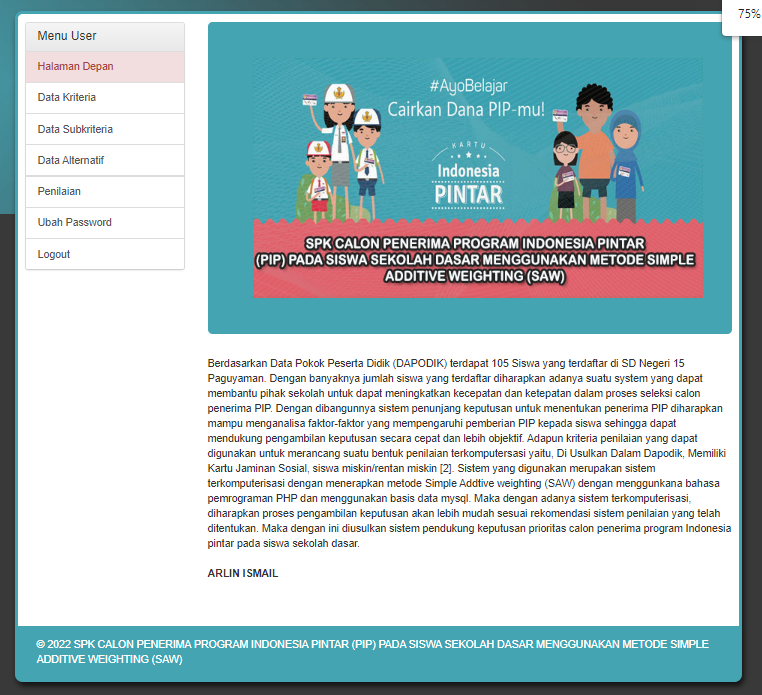 75%
Menu User
Halaman Depan
Data Kriteria
Data Subkriteria
Data Alternatif
Penilaian
Ubah Password
Logout
#AyoBelajar
Cairkan Dana PIP-mu!
KARTU
Indonesia
PINTAR
SPK CALON PENERIMA PROGRAM INDONESIA PINTAR
(PIP) PADA SISWA SEKOLAH DASAR MENGGUNAKAN METODE SIMPLE
ADDITIVE WEIGHTING (SAW)
Berdasarkan Data Pokok Peserta Didik (DAPODIK) terdapat 105 Siswa yang terdaftar di SD Negeri 15
Paguyaman. Dengan banyaknya jumlah siswa yang terdaftar diharapkan adanya suatu system yang dapat
membantu pihak sekolah untuk dapat meningkatkan kecepatan dan ketepatan dalam proses seleksi calon
penerima PIP. Dengan dibangunnya sistem penunjang keputusan untuk menentukan penerima PIP diharapkan
mampu menganalisa faktor-faktor yang mempengaruhi pemberian PIP kepada siswa sehingga dapat
mendukung pengambilan keputusan secara cepat dan lebih objektif. Adapun kriteria penilaian yang dapat
digunakan untuk merancang suatu bentuk penilaian terkomputersasi yaitu, Di Usulkan Dalam Dapodik, Memiliki
Kartu Jaminan Sosial, siswa miskin/rentan miskin [2]. Sistem yang digunakan merupakan sistem
terkomputerisasi dengan menerapkan metode Simple Addtive weighting (SAW) dengan menggunkana bahasa
pemrograman PHP dan menggunakan basis data mysql. Maka dengan adanya sistem terkomputerisasi,
diharapkan proses pengambilan keputusan akan lebih mudah sesuai rekomendasi sistem penilaian yang telah
ditentukan. Maka dengan ini diusulkan sistem pendukung keputusan prioritas calon penerima program Indonesia
pintar pada siswa sekolah dasar.
ARLIN ISMAIL
© 2022 SPK CALON PENERIMA PROGRAM INDONESIA PINTAR (PIP) PADA SISWA SEKOLAH DASAR MENGGUNAKAN METODE SIMPLE
ADDITIVE WEIGHTING (SAW)